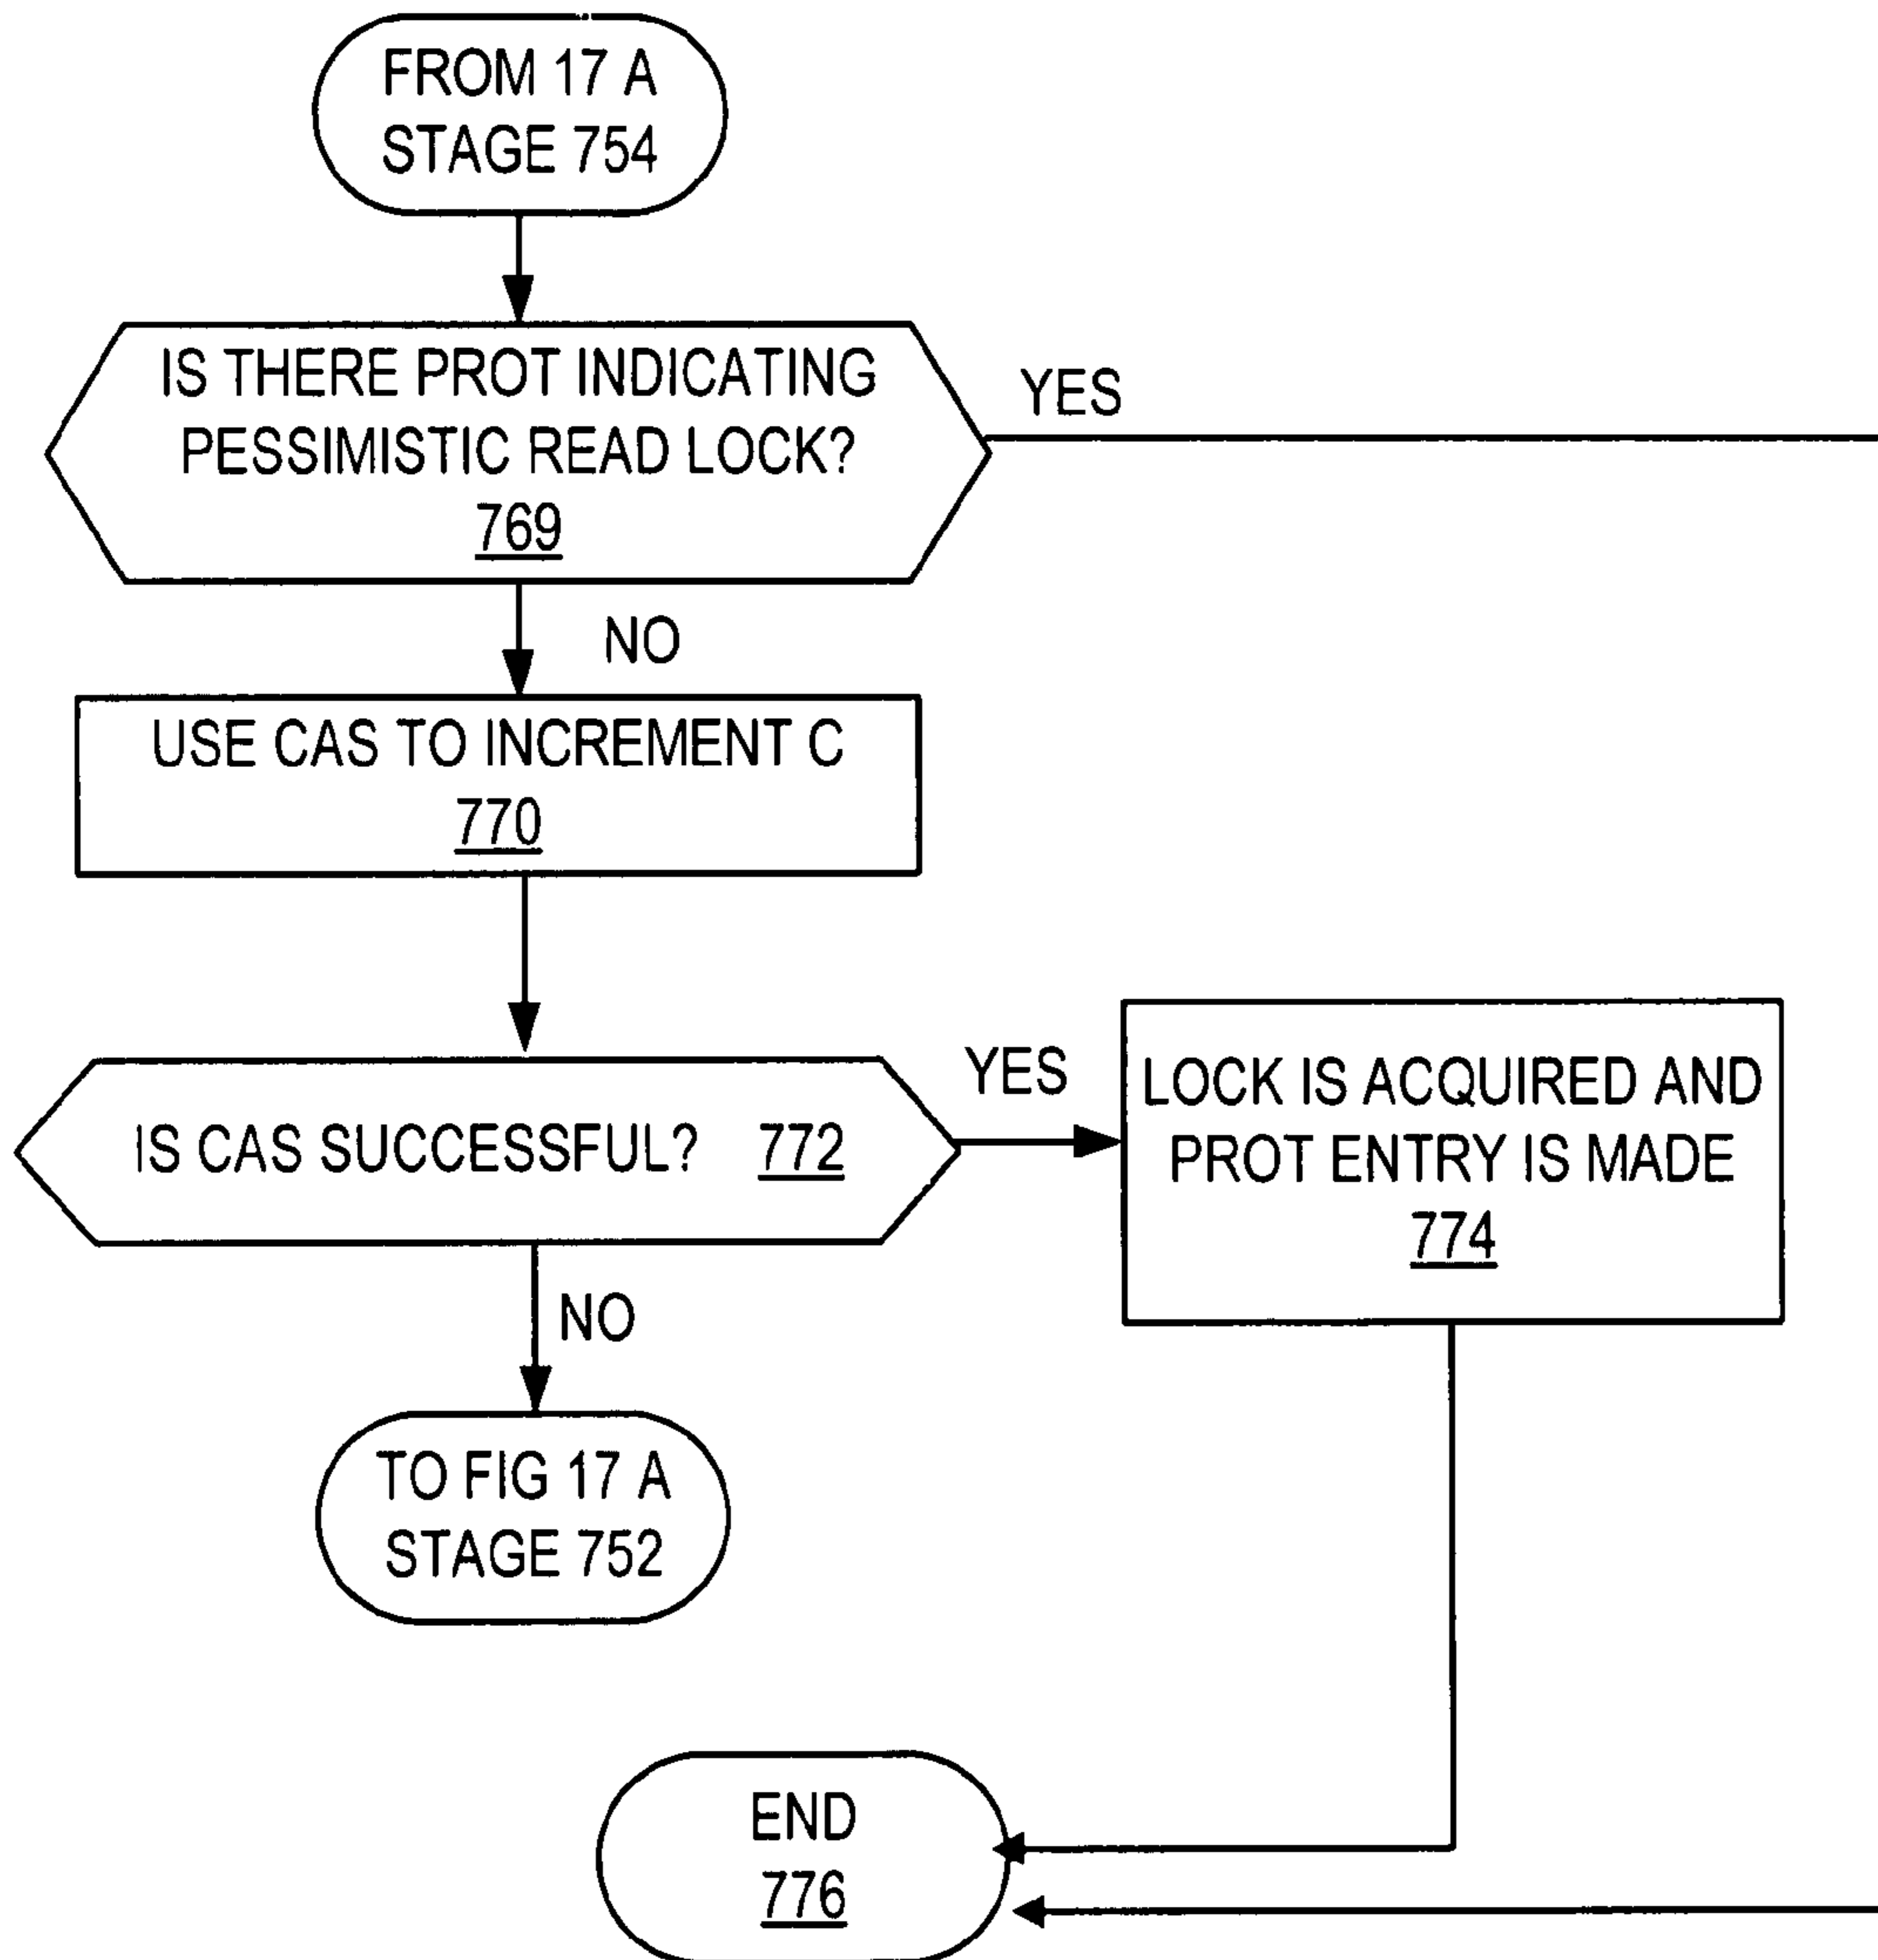 FROM 17 A
STAGE 754
IS THERE PROT INDICATING
PESSIMISTIC READ LOCK?
769
YES
NO
USE CAS TO INCREMENT C
770
IS CAS SUCCESSFUL? 772
YES
LOCK IS ACQUIRED AND
PROT ENTRY IS MADE
774
NO
TO FIG 17 A
STAGE 752
END
776